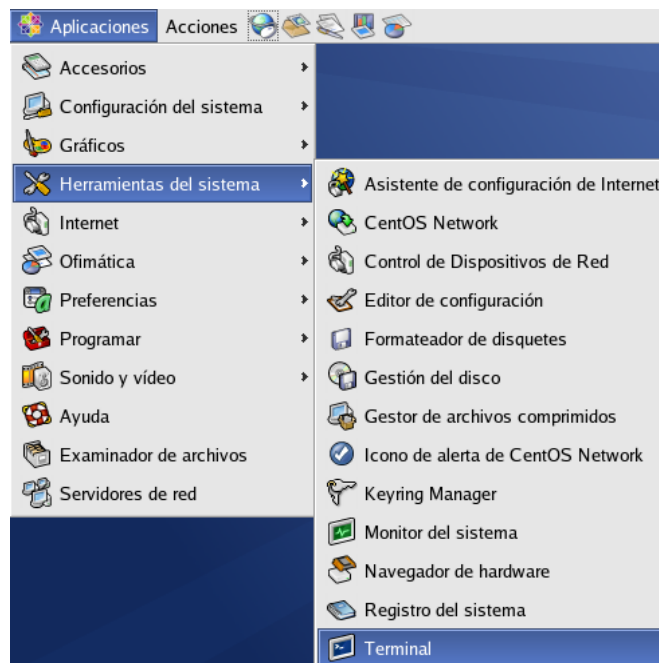 Aplicaciones Acciones
Accesorios
Configuración del sistema
Gráficos
Herramientas del sistema
Internet
Ofimática
Preferencias
Programar
Sonido y vídeo
Ayuda
Examinador de archivos
Servidores de red
Asistente de configuración de Internet
CentOS Network
Control de Dispositivos de Red
Editor de configuración
Formateador de disquetes
Gestión del disco
Gestor de archivos comprimidos
Icono de alerta de CentOS Network
Keyring Manager
Monitor del sistema
Navegador de hardware
Registro del sistema
Terminal